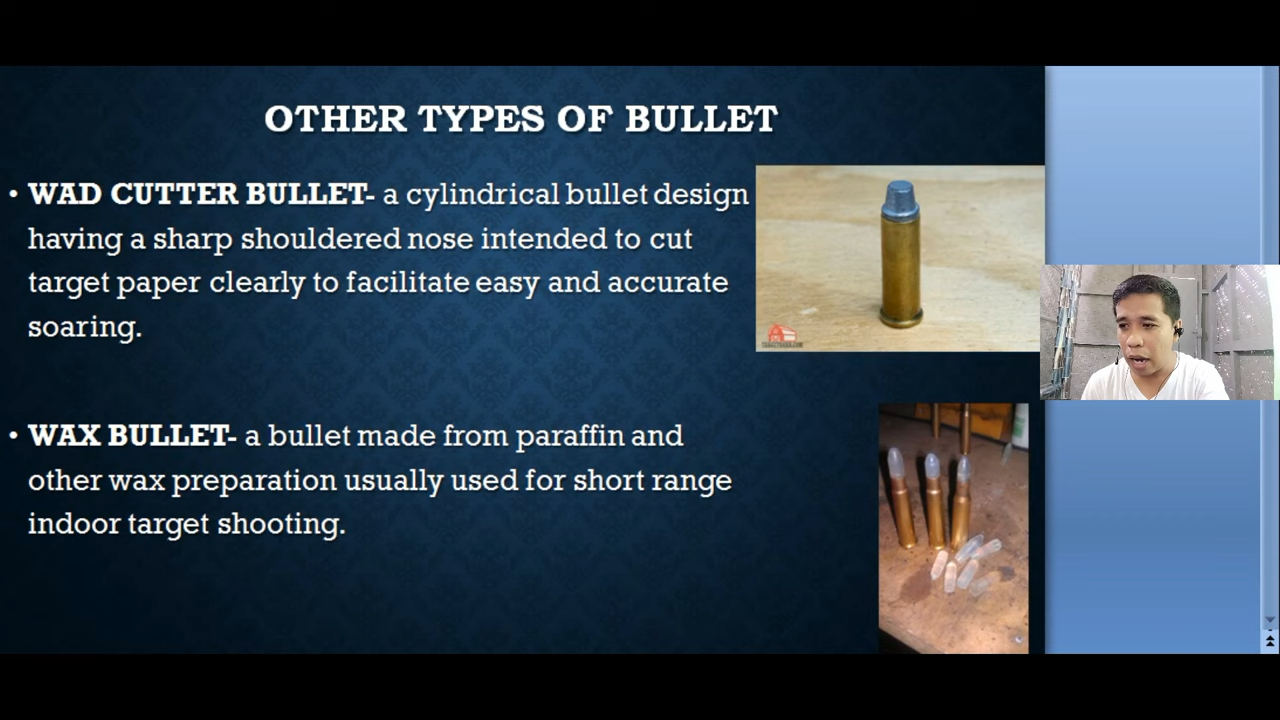 OTHER TYPES OF BULLET
• WAD CUTTER BULLET- a cylindrical bullet design
having a sharp shouldered nose intended to cut
target paper clearly to facilitate easy and accurate
soaring.
• WAX BULLET- a bullet made from paraffin and
other wax preparation usually used for short range
indoor target shooting.